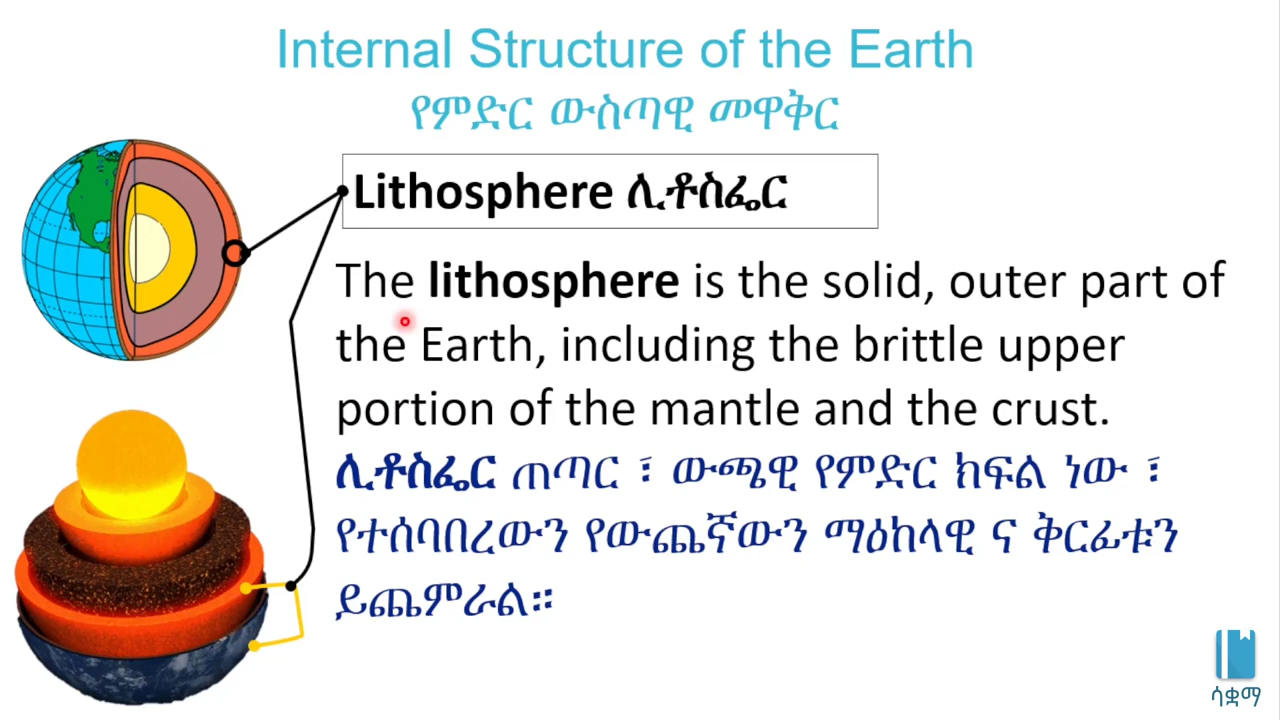 Internal Structure of the Earth
የምድር ውስጣዊ መዋቅር
Lithosphere ሊቶስፌር
The lithosphere is the solid, outer part of
the Earth, including the brittle upper
portion of the mantle and the crust.
ሊቶስፌር ጠጣር ፣ ውጫዊ የምድር ክፍል ነው ፣
የተሰባበረውን የውጨኛውን ማዕከላዊ ና ቅርፊቱን
ይጨምራል።
ሳቋማ